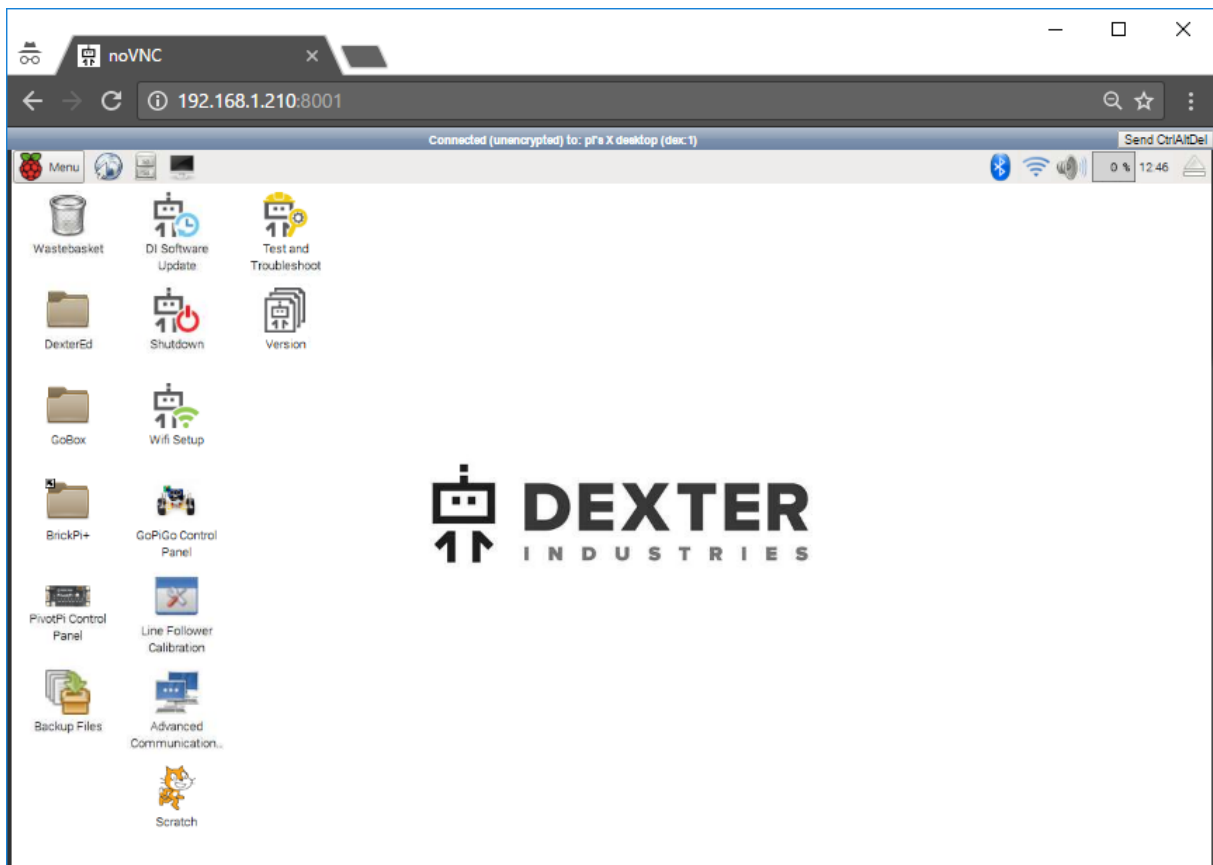 noVNC
192.168.1.210:8001
Connected (unencrypted) to: pi's X desktop (dex:1)
Send CtrlAltDel
Menu
0 %
12:46
Wastebasket
DI Software
Update
Test and
Troubleshoot
DexterEd
Shutdown
Version
GoBox
Wifi Setup
BrickPi+
GoPiGo Control
Panel
DEXTER
INDUSTRIES
PivotPi Control
Panel
Line Follower
Calibration
Backup Files
Advanced
Communication...
Scratch